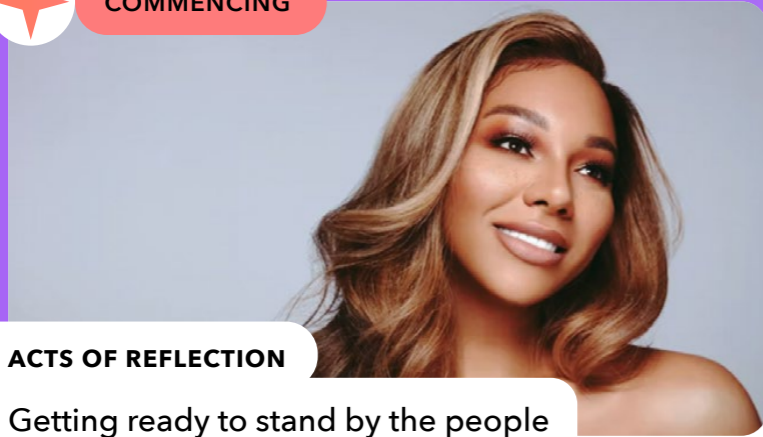 COMMENCING
ACTS OF REFLECTION
Getting ready to stand by the people